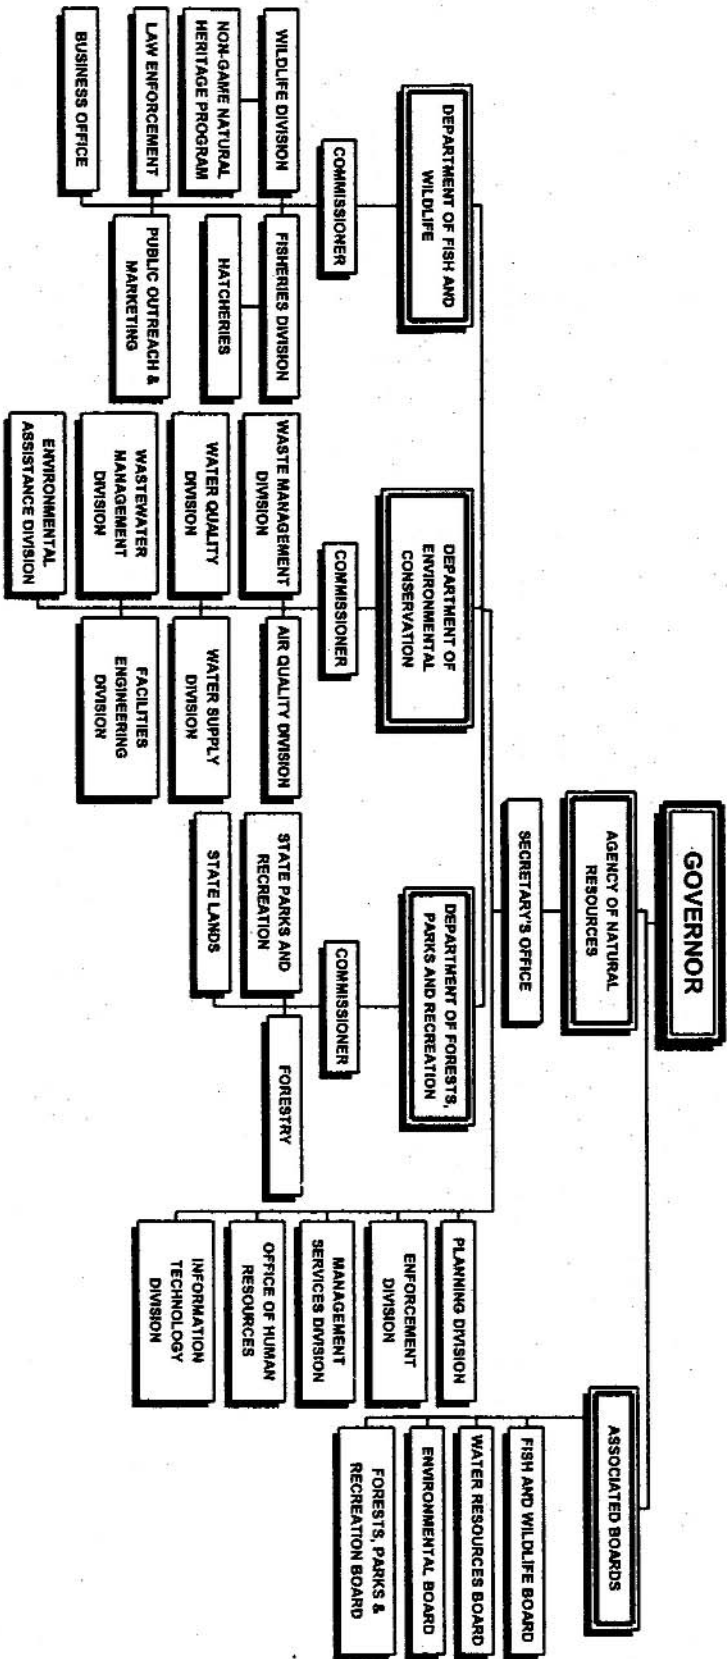 GOVERNOR
AGENCY OF NATURAL
RESOURCES
SECRETARY'S OFFICE
DEPARTMENT OF FISH AND
WILDLIFE
COMMISSIONER
WILDLIFE DIVISION
NON-GAME NATURAL
HERITAGE PROGRAM
LAW ENFORCEMENT
BUSINESS OFFICE
FISHERIES DIVISION
HATCHERIES
PUBLIC OUTREACH &
MARKETING
DEPARTMENT OF
ENVIRONMENTAL
CONSERVATION
COMMISSIONER
WASTE MANAGEMENT
DIVISION
WATER QUALITY
DIVISION
WASTEWATER
MANAGEMENT
DIVISION
ENVIRONMENTAL
ASSISTANCE DIVISION
AIR QUALITY DIVISION
WATER SUPPLY
DIVISION
FACILITIES
ENGINEERING
DIVISION
DEPARTMENT OF FORESTS,
PARKS AND RECREATION
COMMISSIONER
STATE PARKS AND
RECREATION
STATE LANDS
FORESTRY
PLANNING DIVISION
ENFORCEMENT
DIVISION
MANAGEMENT
SERVICES DIVISION
OFFICE OF HUMAN
RESOURCES
INFORMATION
TECHNOLOGY
DIVISION
ASSOCIATED BOARDS
FISH AND WILDLIFE BOARD
WATER RESOURCES BOARD
ENVIRONMENTAL BOARD
FORESTS, PARKS &
RECREATION BOARD